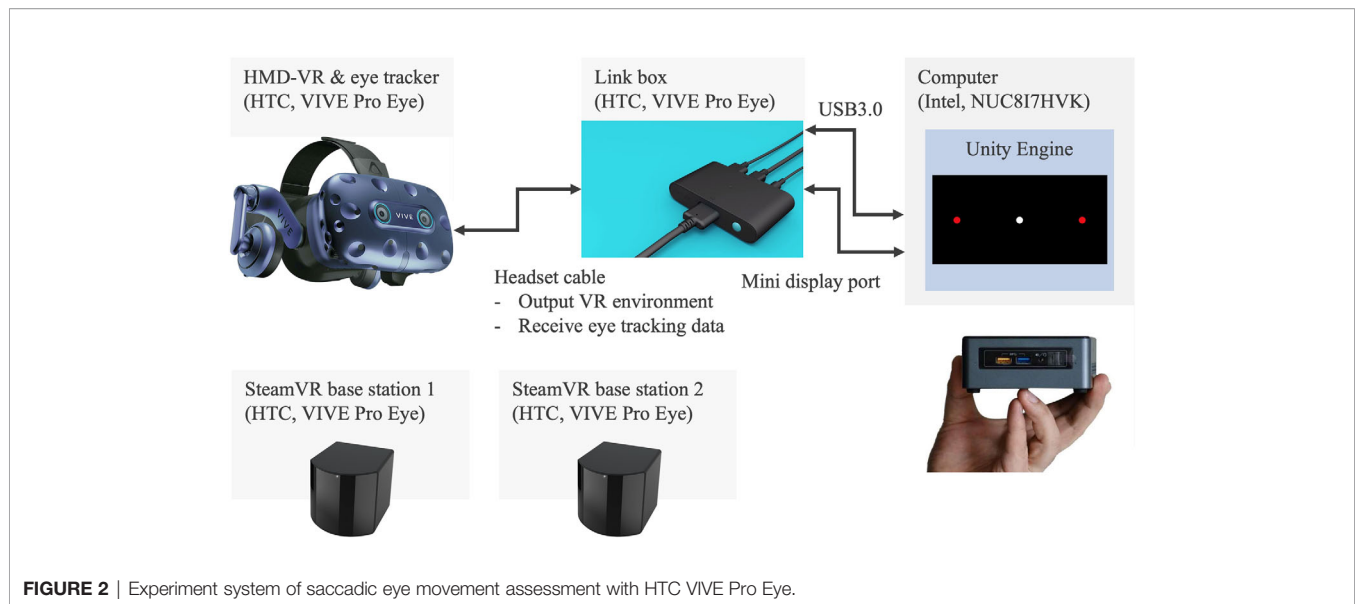 HMD-VR & eye tracker
(HTC, VIVE Pro Eye)
VIVE
VIVE
Link box
(HTC, VIVE Pro Eye)
USB3.0
Computer
(Intel, NUC8I7HVK)
Unity Engine
Headset cable
- Output VR environment
- Receive eye tracking data
Mini display port
SteamVR base station 1
(HTC, VIVE Pro Eye)
SteamVR base station 2
(HTC, VIVE Pro Eye)
FIGURE 2 | Experiment system of saccadic eye movement assessment with HTC VIVE Pro Eye.